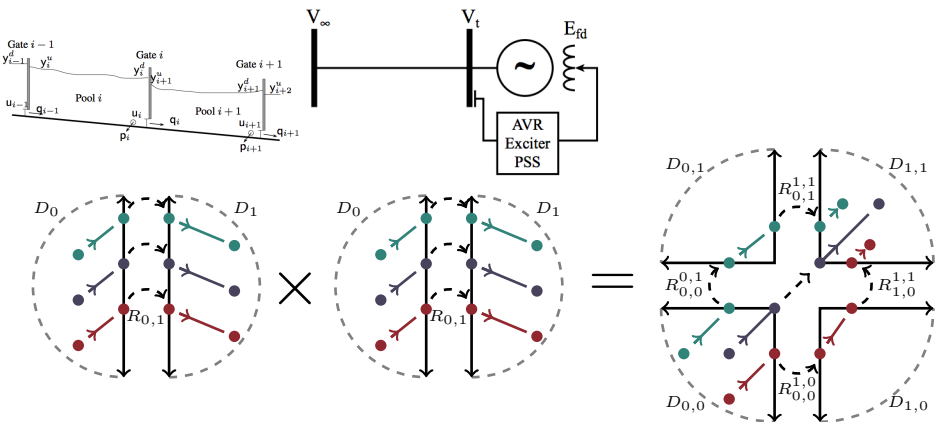 Gate i − 1
y^d_{i−1}
y^u_i
Pool i
u_{i−1}
q_{i−1}
Gate i
y^d_i
y^u_{i+1}
Pool i + 1
u_i
q_i
p_i
Gate i + 1
y^d_{i+1}
y^u_{i+2}
u_{i+1}
q_{i+1}
p_{i+1}
V_∞
V_t
E_{fd}
~
AVR
Exciter
PSS
D_0
D_1
R_{0,1}
×
D_0
D_1
R_{0,1}
=
D_{0,1}
D_{1,1}
R^{1,1}_{0,1}
R^{0,1}_{0,0}
R^{1,1}_{1,0}
R^{1,0}_{0,0}
D_{0,0}
D_{1,0}